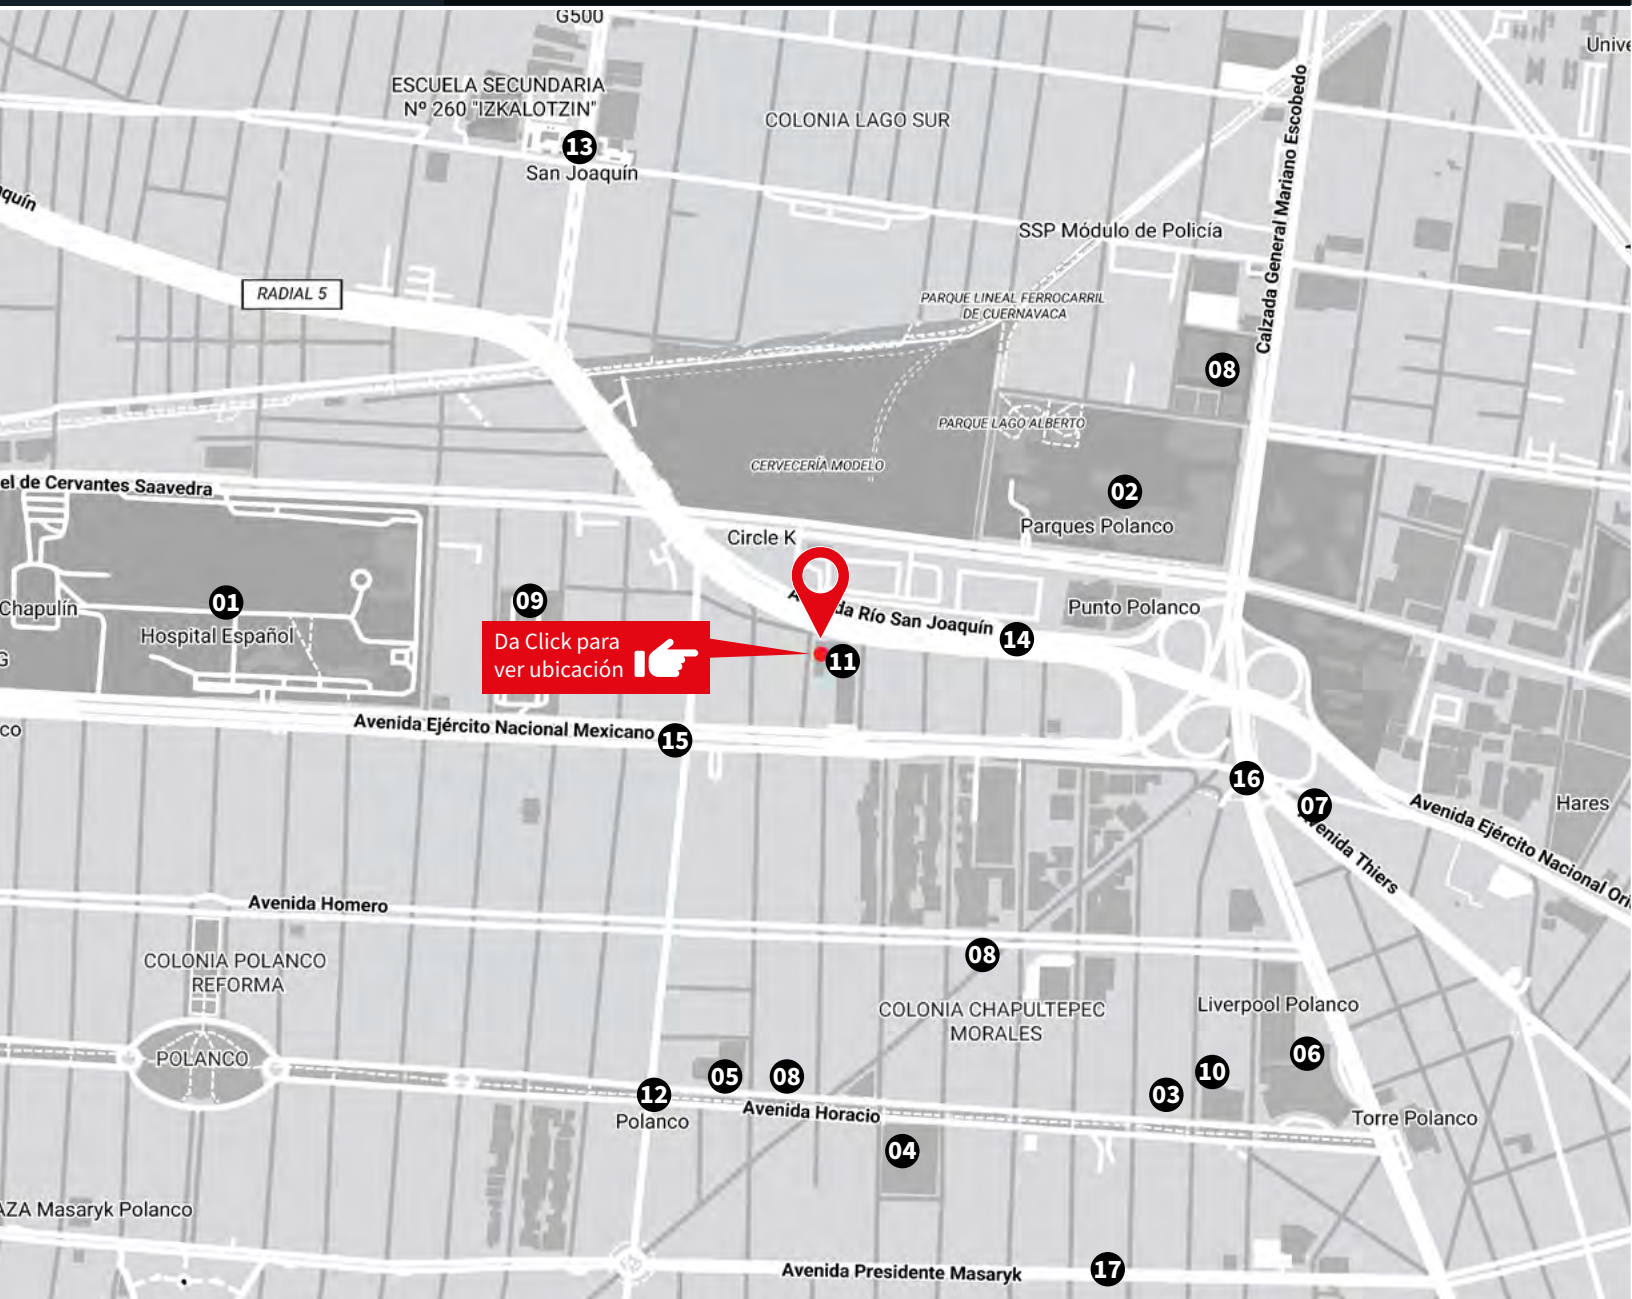 G500
Unive
ESCUELA SECUNDARIA
Nº 260 "IZKALOTZIN"
COLONIA LAGO SUR
13
San Joaquín
Calzada General Mariano Escobedo
quín
SSP Módulo de Policía
RADIAL 5
PARQUE LINEAL FERROCARRIL
DE CUERNAVACA
08
PARQUE LAGO ALBERTO
CERVECERÍA MODELO
el de Cervantes Saavedra
02
Parques Polanco
Circle K
Chapulín
01
Hospital Español
09
Da Click para
ver ubicación
da Río San Joaquín
14
Punto Polanco
11
G
co
Avenida Ejército Nacional Mexicano
15
16
07
Avenida Thiers
Hares
Avenida Ejército Nacional Ori
Avenida Homero
COLONIA POLANCO
REFORMA
08
COLONIA CHAPULTEPEC
MORALES
Liverpool Polanco
POLANCO
06
05
08
10
03
12
Polanco
Avenida Horacio
Torre Polanco
04
AZA Masaryk Polanco
Avenida Presidente Masaryk
17